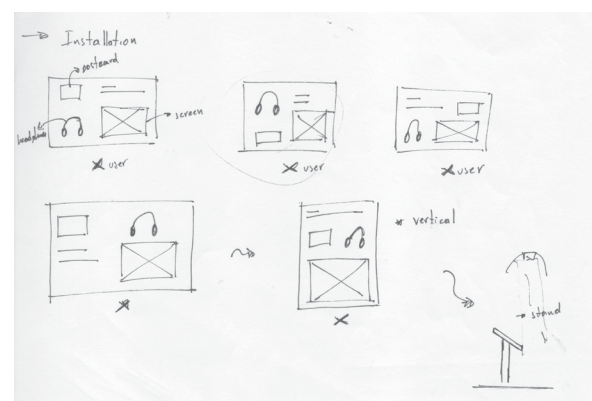 → Installation
postcard
screen
headphones
user
user
user
* vertical
stand